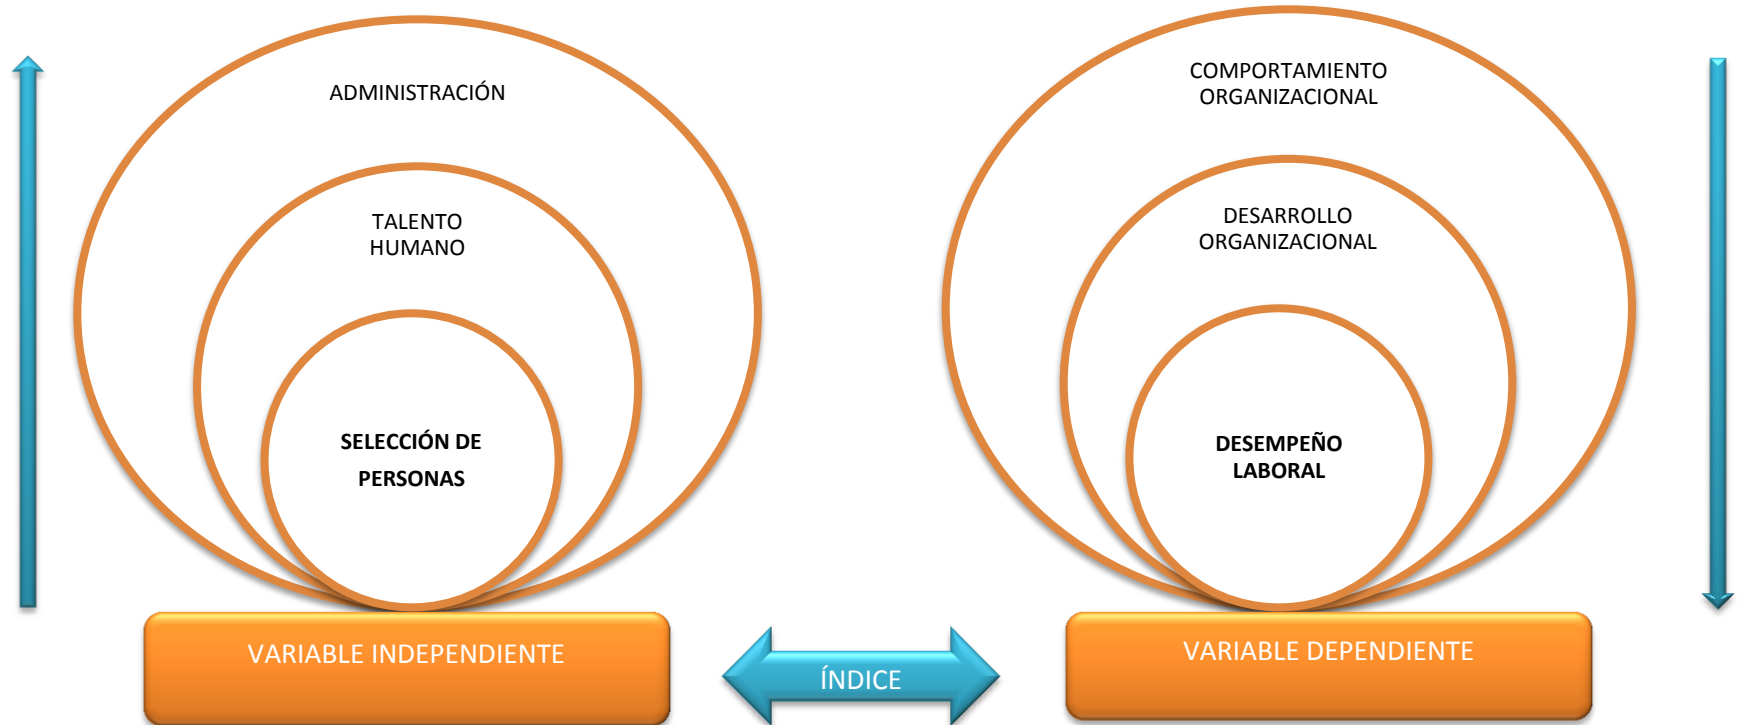 ADMINISTRACIÓN
TALENTO
HUMANO
SELECCIÓN DE
PERSONAS
VARIABLE INDEPENDIENTE
COMPORTAMIENTO
ORGANIZACIONAL
DESARROLLO
ORGANIZACIONAL
DESEMPEÑO
LABORAL
VARIABLE DEPENDIENTE
ÍNDICE